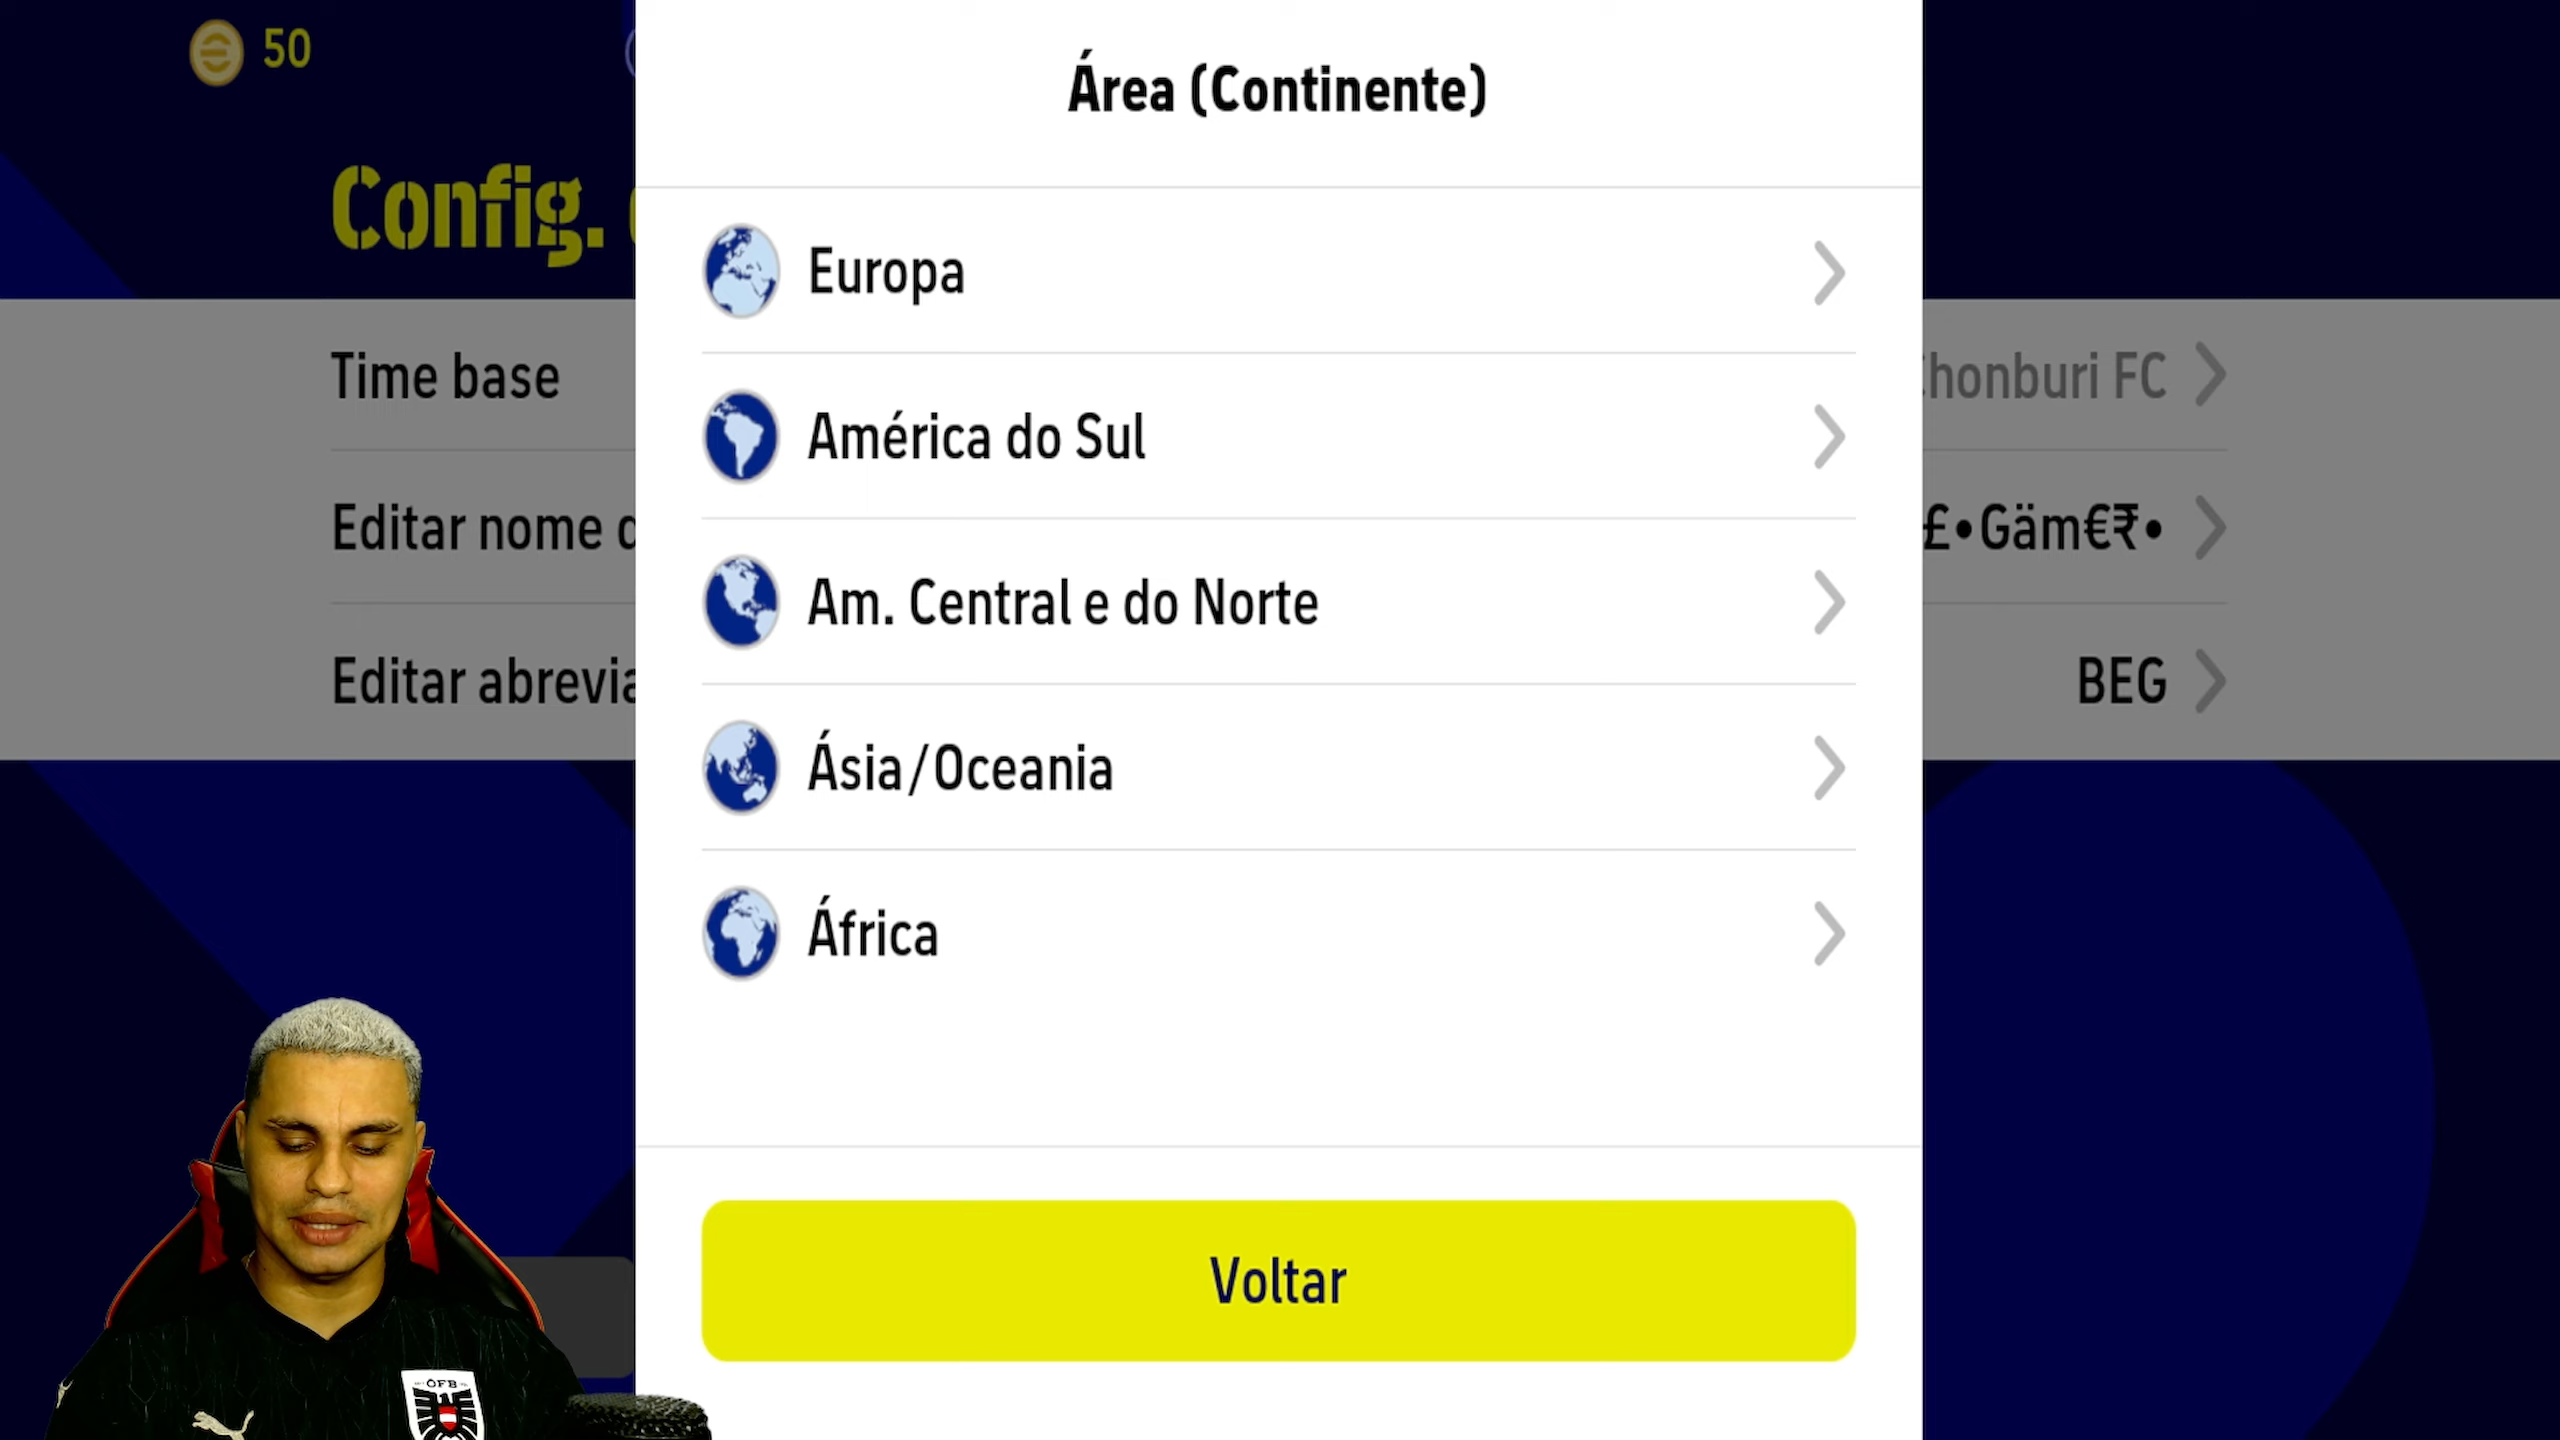 50
Config.
Área (Continente)
Europa
América do Sul
Am. Central e do Norte
Ásia/Oceania
África
Voltar
Time base
honburi FC
Editar nome
£•Gäm€₹•
Editar abrevia
BEG
ÖFB